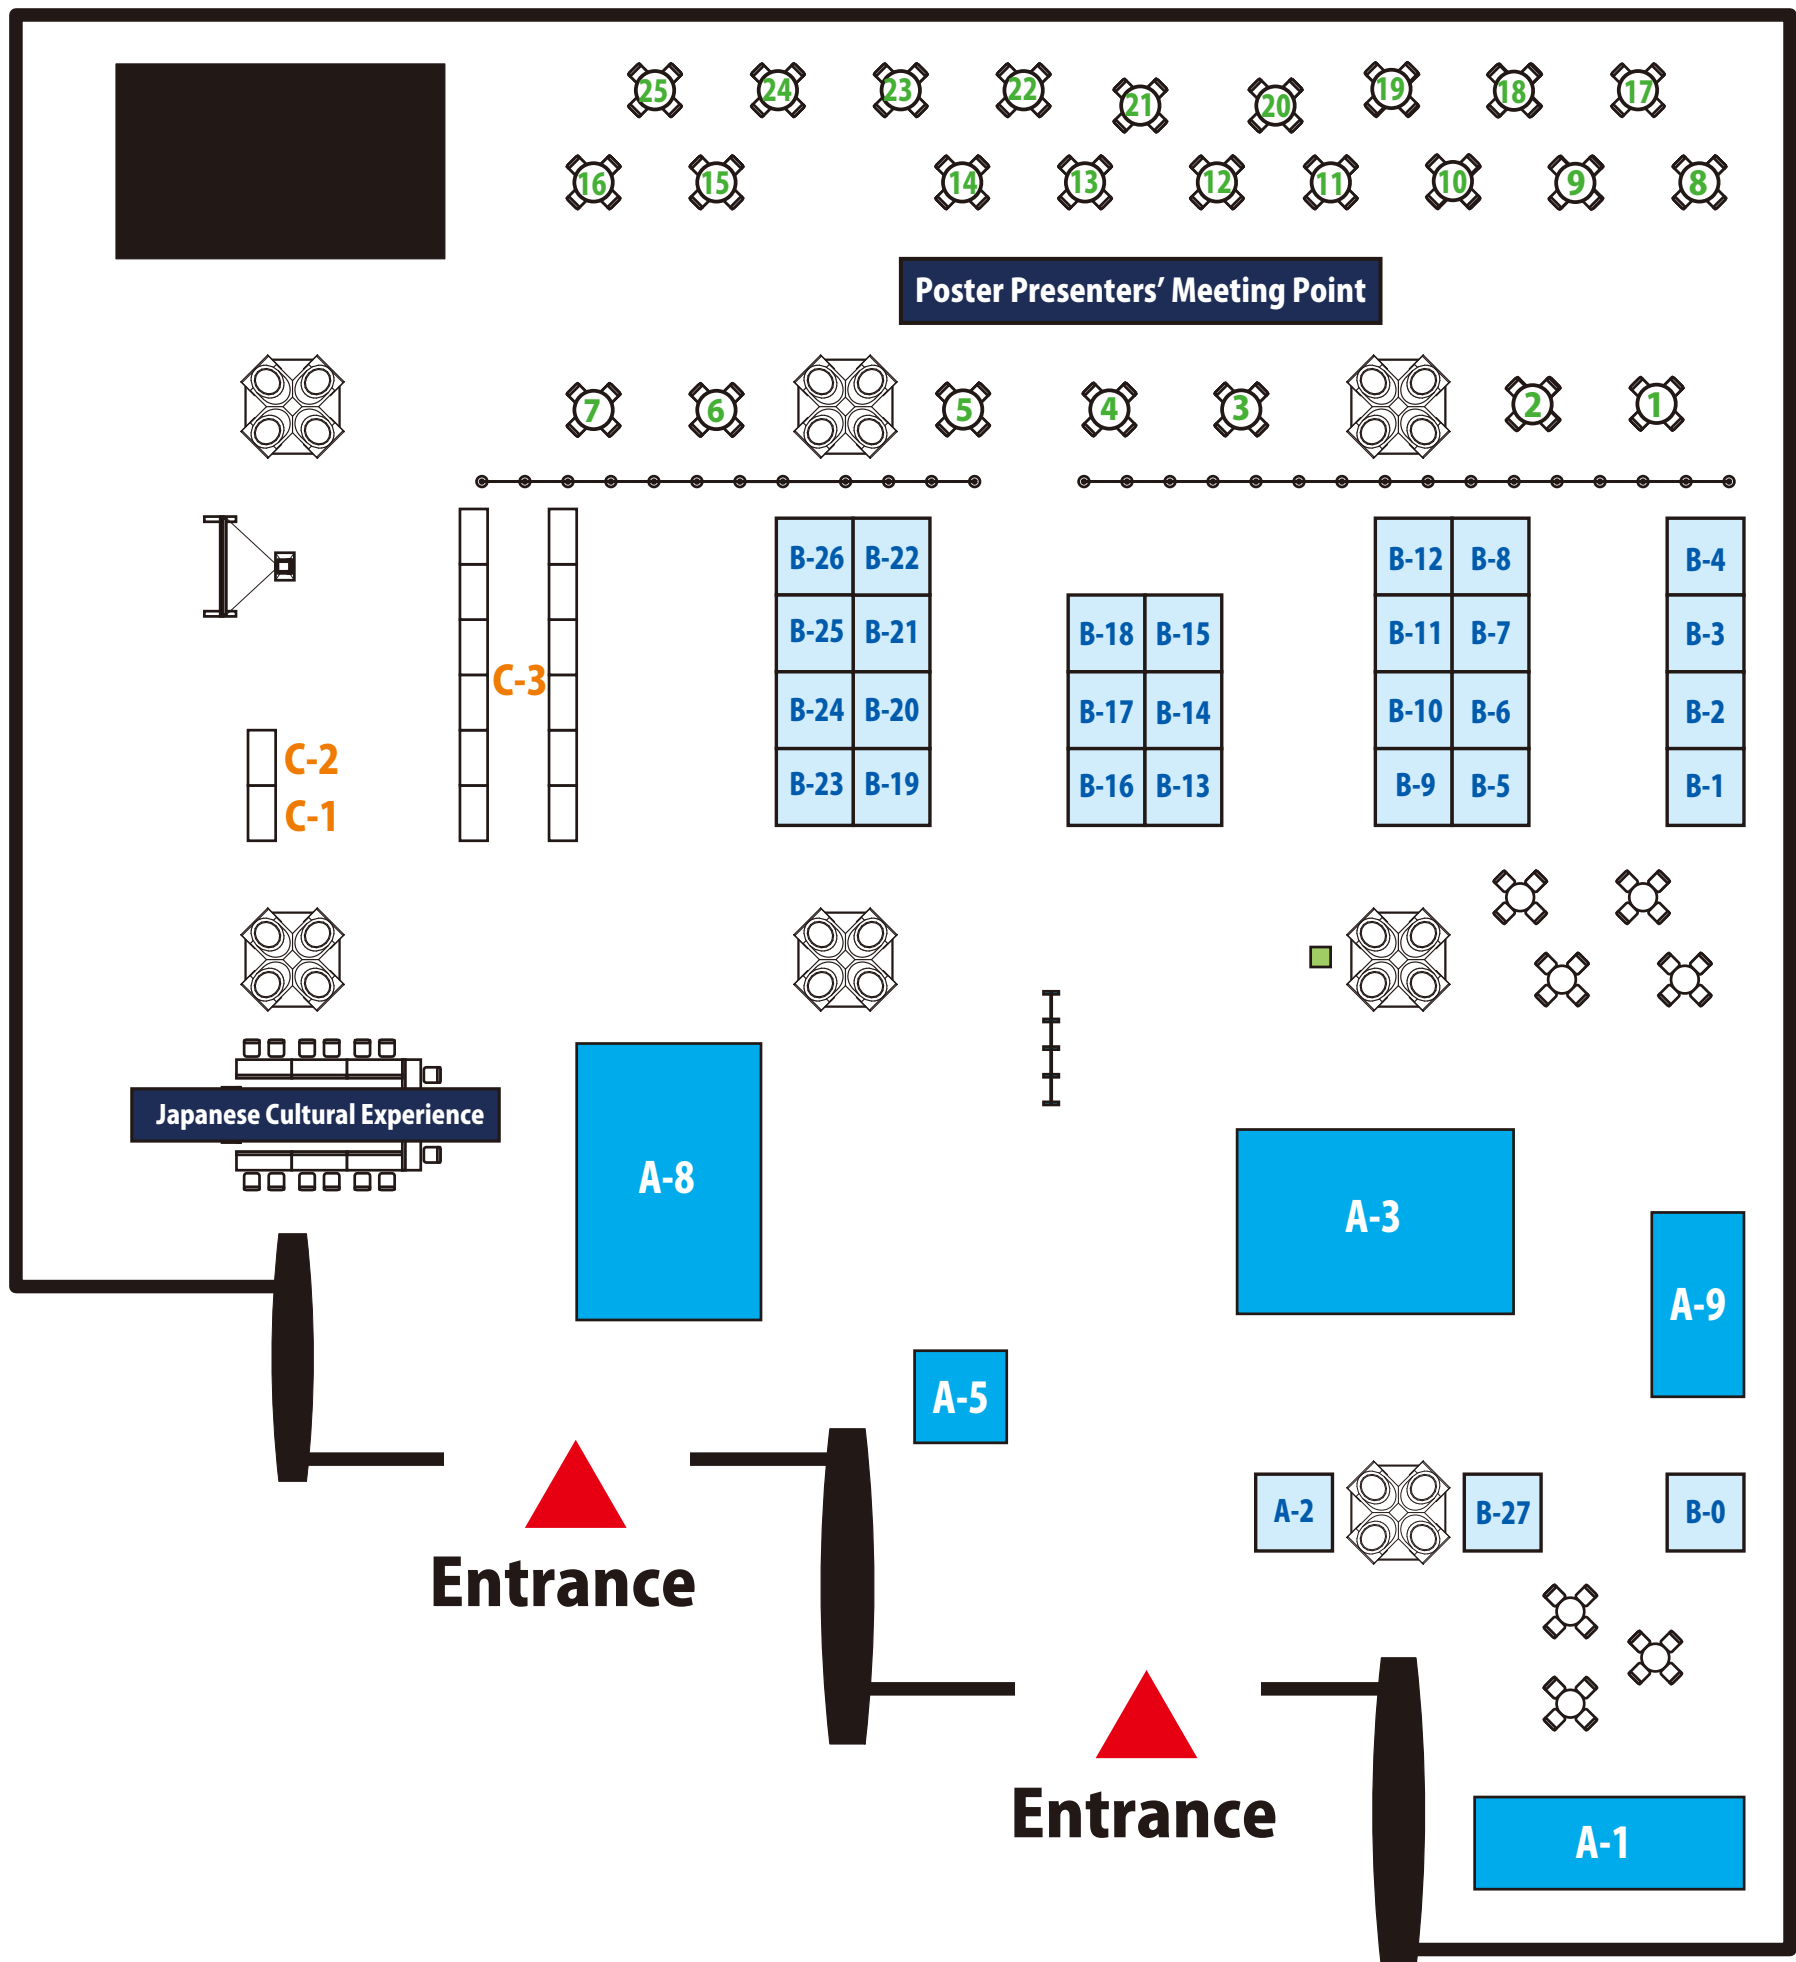 25 24 23 22 21 20 19 18 17
16 15 14 13 12 11 10 9 8
Poster Presenters’ Meeting Point
7 6 5 4 3 2 1
B-26 B-22 B-12 B-8 B-4
B-25 B-21 B-18 B-15 B-11 B-7 B-3
C-3
B-24 B-20 B-17 B-14 B-10 B-6 B-2
C-2
B-23 B-19 B-16 B-13 B-9 B-5 B-1
C-1
Japanese Cultural Experience
A-8
A-3
A-9
A-5
A-2 B-27 B-0
Entrance
Entrance
A-1